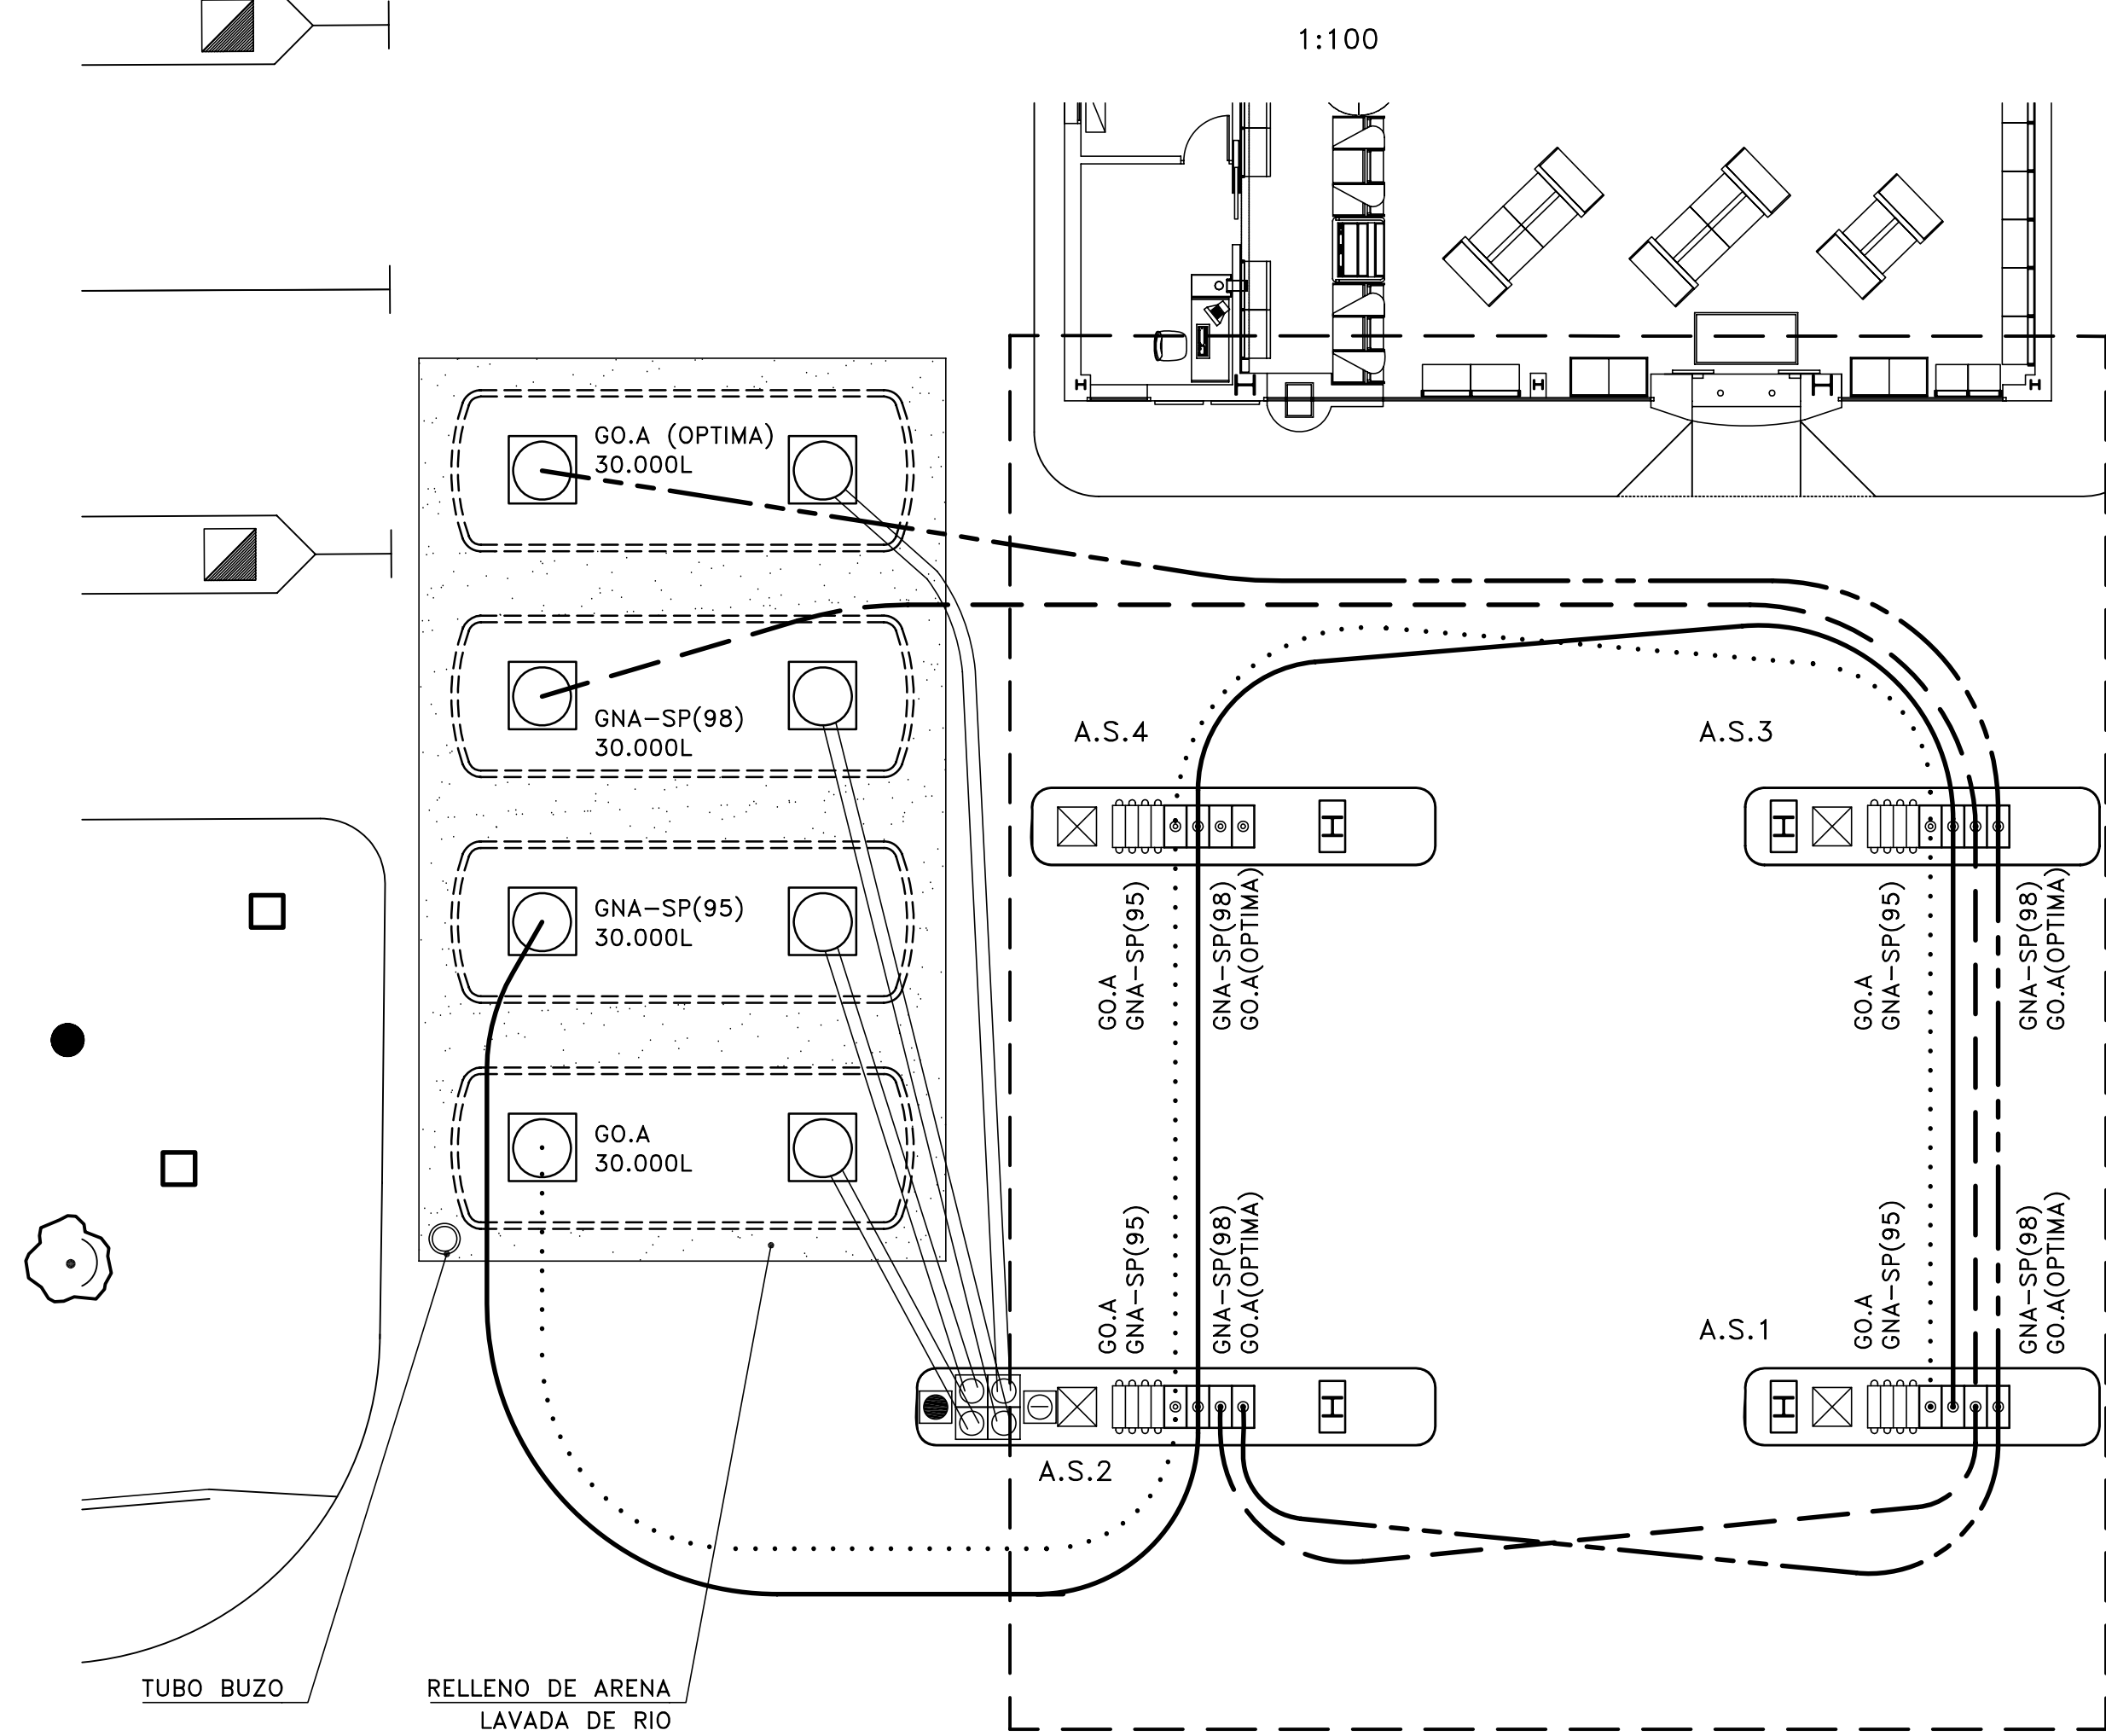 1:100
GO.A (OPTIMA)
30.000L
GNA-SP(98)
30.000L
A.S.4
A.S.3
GNA-SP(95)
30.000L
GO.A
GNA-SP(95)
GNA-SP(98)
GO.A(OPTIMA)
GO.A
GNA-SP(95)
GNA-SP(98)
GO.A(OPTIMA)
GO.A
30.000L
GO.A
GNA-SP(95)
GNA-SP(98)
GO.A(OPTIMA)
A.S.1
GO.A
GNA-SP(95)
GNA-SP(98)
GO.A(OPTIMA)
A.S.2
TUBO BUZO
RELLENO DE ARENA
LAVADA DE RIO